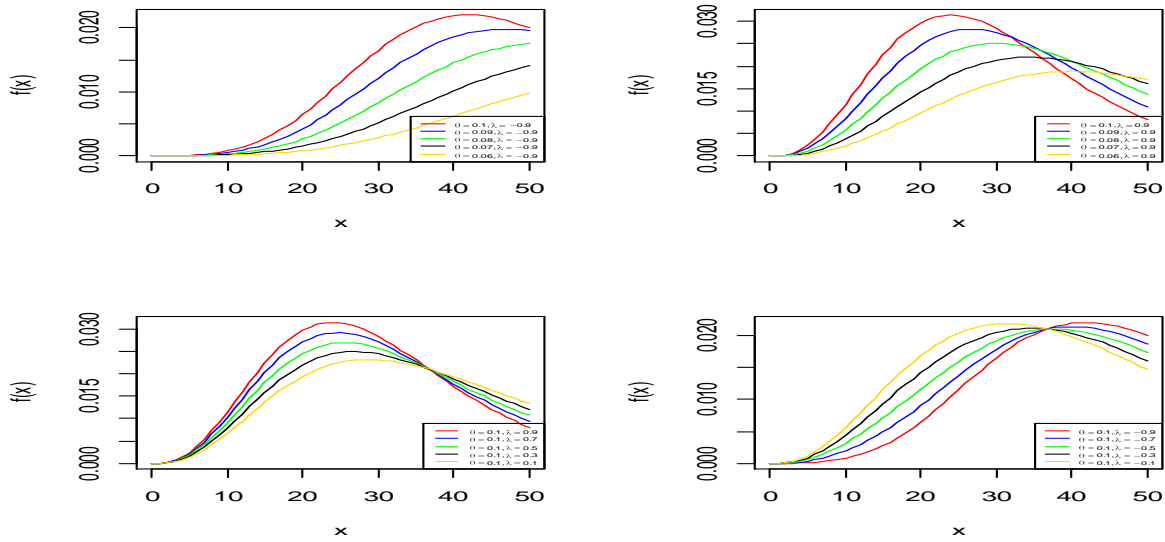 f(x)
0.000
0.010
0.020
0 10 20 30 40 50
x
θ = 0.1, λ = −0.9
θ = 0.09, λ = −0.9
θ = 0.08, λ = −0.9
θ = 0.07, λ = −0.9
θ = 0.06, λ = −0.9
f(x)
0.000
0.015
0.030
0 10 20 30 40 50
x
θ = 0.1, λ = 0.9
θ = 0.09, λ = 0.9
θ = 0.08, λ = 0.9
θ = 0.07, λ = 0.9
θ = 0.06, λ = 0.9
f(x)
0.000
0.015
0.030
0 10 20 30 40 50
x
θ = 0.1, λ = 0.9
θ = 0.1, λ = 0.7
θ = 0.1, λ = 0.5
θ = 0.1, λ = 0.3
θ = 0.1, λ = 0.1
f(x)
0.000
0.010
0.020
0 10 20 30 40 50
x
θ = 0.1, λ = −0.9
θ = 0.1, λ = −0.7
θ = 0.1, λ = −0.5
θ = 0.1, λ = −0.3
θ = 0.1, λ = −0.1